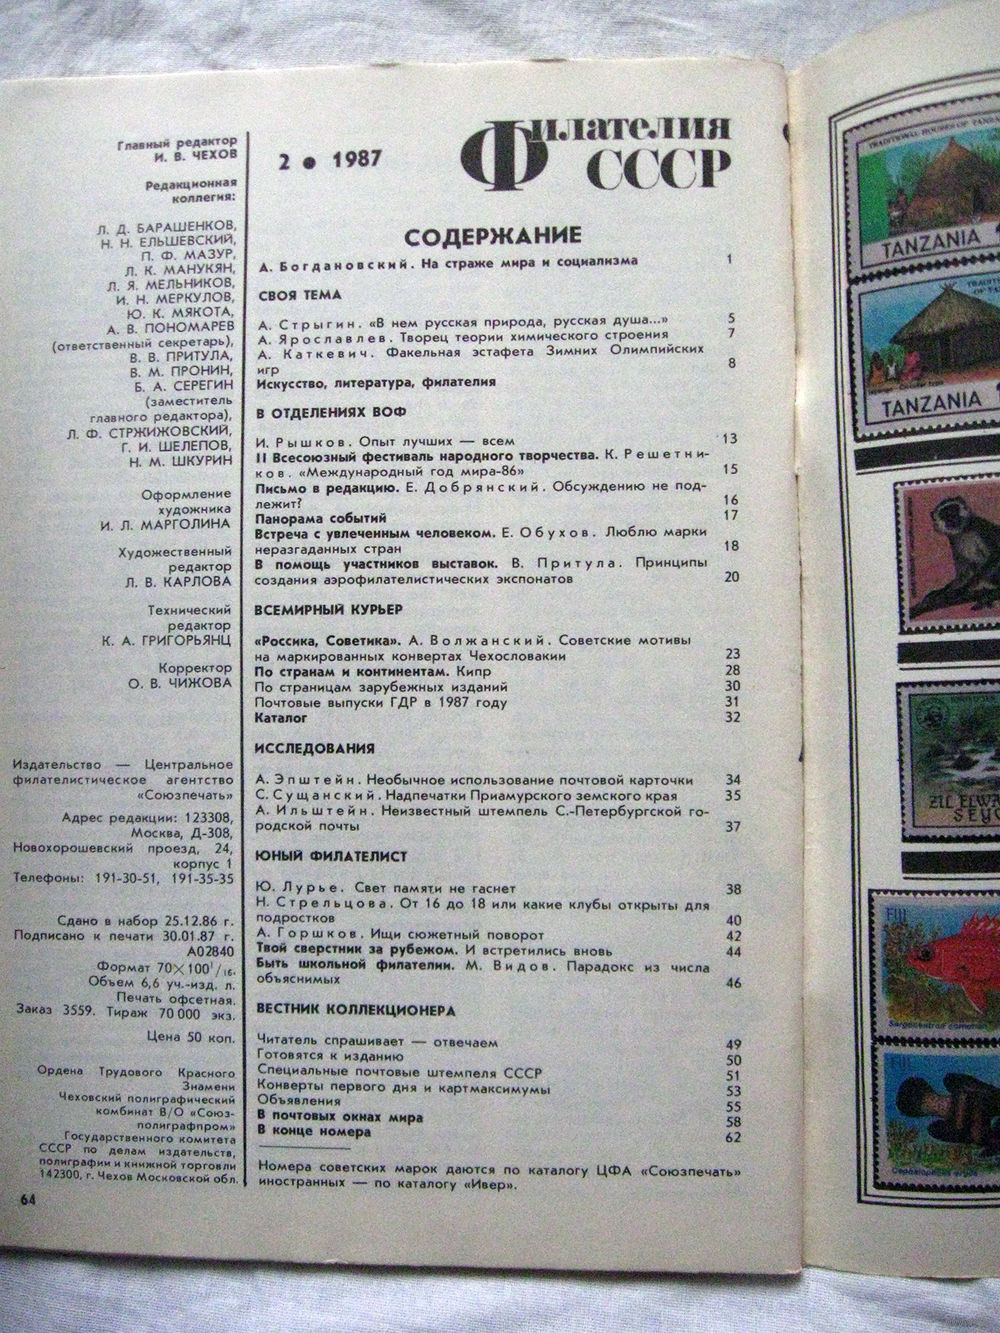 Главный редактор
И. В. ЧЕХОВ
Редакционная
коллегия:
Л. Д. БАРАШЕНКОВ,
Н. Н. ЕЛЬШЕВСКИЙ,
П. Ф. МАЗУР,
Л. К. МАНУКЯН,
Л. Я. МЕЛЬНИКОВ,
И. Н. МЕРКУЛОВ,
Ю. К. МЯКОТА,
А. В. ПОНОМАРЕВ
(ответственный секретарь),
В. В. ПРИТУЛА,
В. М. ПРОНИН,
Б. А. СЕРЕГИН
(заместитель
главного редактора),
Л. Ф. СТРЖИЖОВСКИЙ,
Г. И. ШЕЛЕПОВ,
Н. М. ШКУРИН
Оформление
художника
И. Л. МАРГОЛИНА
Художественный
редактор
Л. В. КАРЛОВА
Технический
редактор
К. А. ГРИГОРЬЯНЦ
Корректор
О. В. ЧИЖОВА
Издательство — Центральное
филателистическое агентство
«Союзпечать»
Адрес редакции: 123308,
Москва, Д-308,
Новохорошевский проезд, 24,
корпус 1
Телефоны: 191-30-51, 191-35-35
Сдано в набор 25.12.86 г.
Подписано к печати 30.01.87 г.
А02840
Формат 70×100 1/16.
Объем 6,6 уч.-изд. л.
Печать офсетная.
Заказ 3559. Тираж 70 000 экз.
Цена 50 коп.
Ордена Трудового Красного
Знамени
Чеховский полиграфический
комбинат В/О «Союз-
полиграфпром»
Государственного комитета
СССР по делам издательств,
полиграфии и книжной торговли
142300, г. Чехов Московской обл.
64
2 • 1987
Филателия
СССР
СОДЕРЖАНИЕ
А. Богдановский. На страже мира и социализма 1
СВОЯ ТЕМА
А. Стрыгин. «В нем русская природа, русская душа...» 5
А. Ярославлев. Творец теории химического строения 7
А. Каткевич. Факельная эстафета Зимних Олимпийских
игр 8
Искусство, литература, филателия
В ОТДЕЛЕНИЯХ ВОФ
И. Рышков. Опыт лучших — всем 13
II Всесоюзный фестиваль народного творчества. К. Решетни-
ков. «Международный год мира-86» 15
Письмо в редакцию. Е. Добрянский. Обсуждению не под-
лежит? 16
Панорама событий 17
Встреча с увлеченным человеком. Е. Обухов. Люблю марки
неразгаданных стран 18
В помощь участников выставок. В. Притула. Принципы
создания аэрофилателистических экспонатов 20
ВСЕМИРНЫЙ КУРЬЕР
«Россика, Советика». А. Волжанский. Советские мотивы
на маркированных конвертах Чехословакии 23
По странам и континентам. Кипр 28
По страницам зарубежных изданий 30
Почтовые выпуски ГДР в 1987 году 31
Каталог 32
ИССЛЕДОВАНИЯ
А. Эпштейн. Необычное использование почтовой карточки 34
С. Сущанский. Надпечатки Приамурского земского края 35
А. Ильштейн. Неизвестный штемпель С.-Петербургской го-
родской почты 37
ЮНЫЙ ФИЛАТЕЛИСТ
Ю. Лурье. Свет памяти не гаснет 38
Н. Стрельцова. От 16 до 18 или какие клубы открыты для
подростков 40
А. Горшков. Ищи сюжетный поворот 42
Твой сверстник за рубежом. И встретились вновь 44
Быть школьной филателии. М. Видов. Парадокс из числа
объяснимых 46
ВЕСТНИК КОЛЛЕКЦИОНЕРА
Читатель спрашивает — отвечаем 49
Готовятся к изданию 50
Специальные почтовые штемпеля СССР 51
Конверты первого дня и картмаксимумы 53
Объявления 55
В почтовых окнах мира 58
В конце номера 62
Номера советских марок даются по каталогу ЦФА «Союзпечать»
иностранных — по каталогу «Ивер».
TRADITIONAL HOUSES OF
TANZANIA
OF TAN
TANZANIA
ZIL ELWA
SEY
FIJI
FIJI